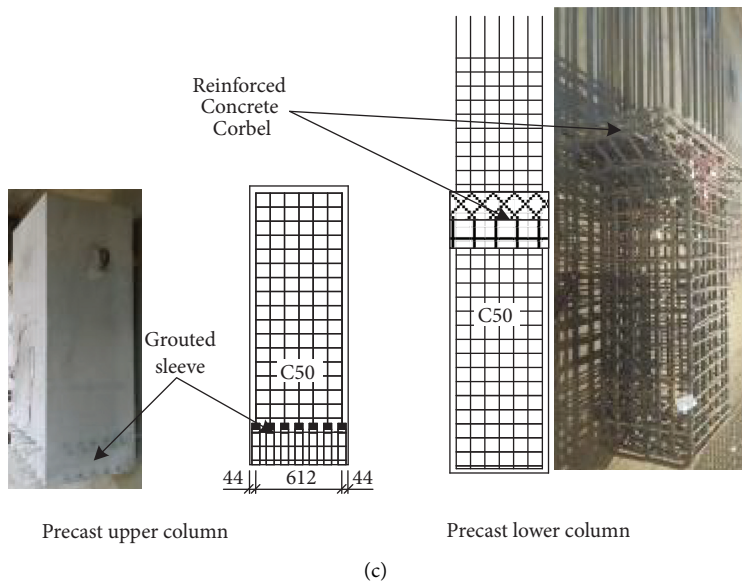 Reinforced
Concrete
Corbel
Grouted
sleeve
C50
C50
44 612 44
Precast upper column
Precast lower column
(c)